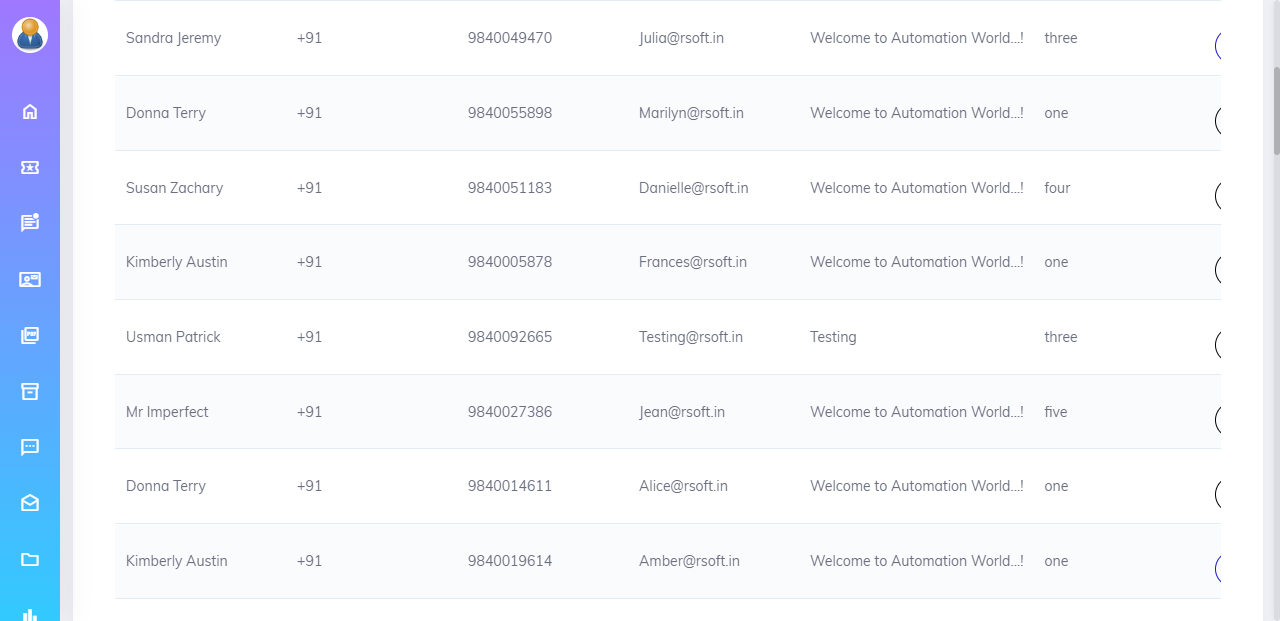 Sandra Jeremy +91 9840049470 Julia@rsoft.in Welcome to Automation World...! three
Donna Terry +91 9840055898 Marilyn@rsoft.in Welcome to Automation World...! one
Susan Zachary +91 9840051183 Danielle@rsoft.in Welcome to Automation World...! four
Kimberly Austin +91 9840005878 Frances@rsoft.in Welcome to Automation World...! one
Usman Patrick +91 9840092665 Testing@rsoft.in Testing three
Mr Imperfect +91 9840027386 Jean@rsoft.in Welcome to Automation World...! five
Donna Terry +91 9840014611 Alice@rsoft.in Welcome to Automation World...! one
Kimberly Austin +91 9840019614 Amber@rsoft.in Welcome to Automation World...! one